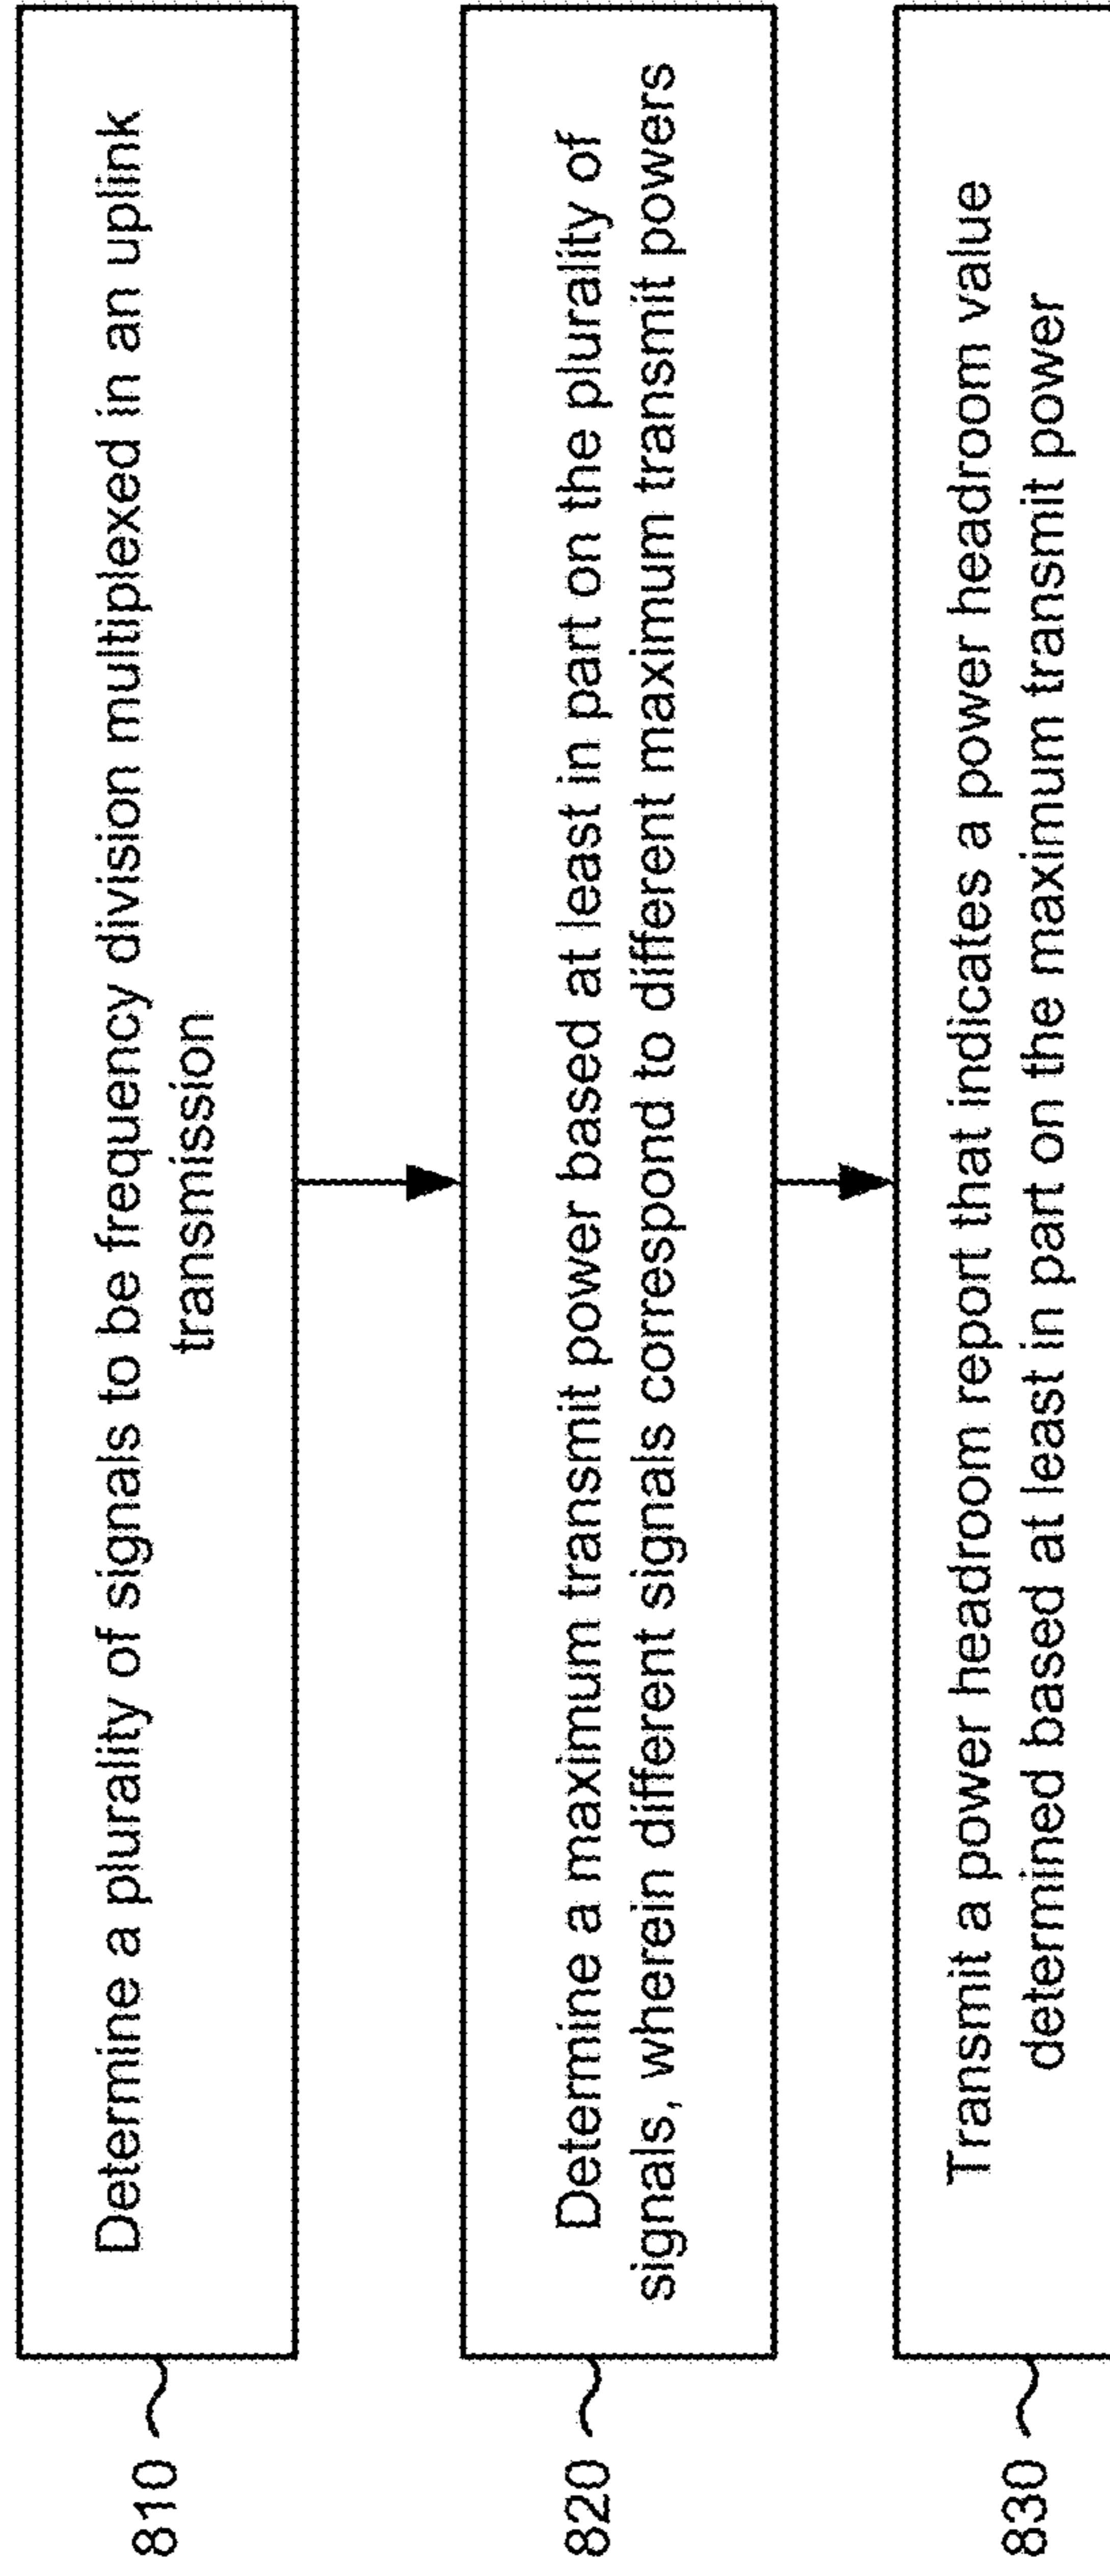 810
Determine a plurality of signals to be frequency division multiplexed in an uplink
transmission
820
Determine a maximum transmit power based at least in part on the plurality of
signals, wherein different signals correspond to different maximum transmit powers
830
Transmit a power headroom report that indicates a power headroom value
determined based at least in part on the maximum transmit power